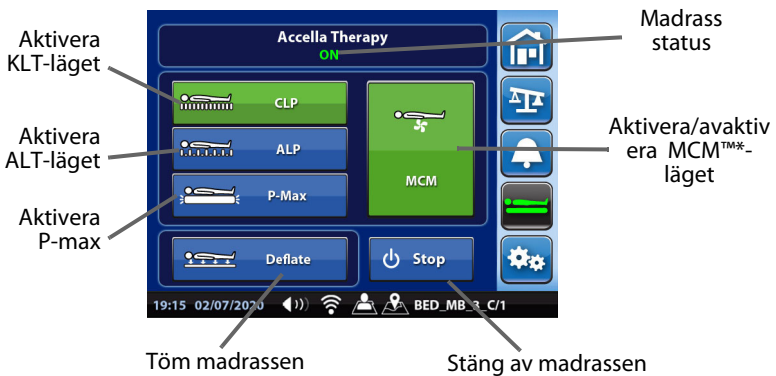 Aktivera
KLT-läget
Aktivera
ALT-läget
Aktivera
P-max
Accella Therapy
ON
CLP
ALP
P-Max
MCM
Deflate
Stop
19:15 02/07/2020
BED_MB_3_C/1
Madrass
status
Aktivera/avaktiv
era MCM™*-
läget
Töm madrassen
Stäng av madrassen